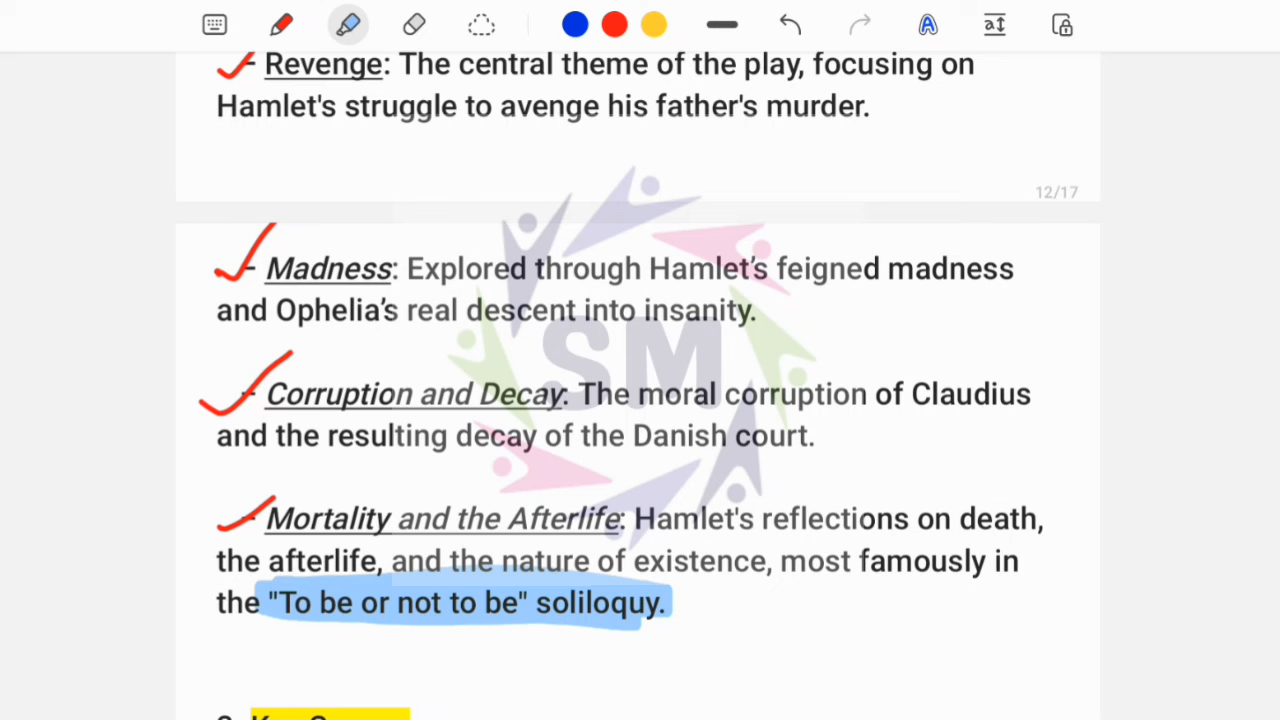 - Revenge: The central theme of the play, focusing on
Hamlet's struggle to avenge his father's murder.
12/17
- Madness: Explored through Hamlet’s feigned madness
and Ophelia’s real descent into insanity.
SM
- Corruption and Decay: The moral corruption of Claudius
and the resulting decay of the Danish court.
- Mortality and the Afterlife: Hamlet's reflections on death,
the afterlife, and the nature of existence, most famously in
the "To be or not to be" soliloquy.